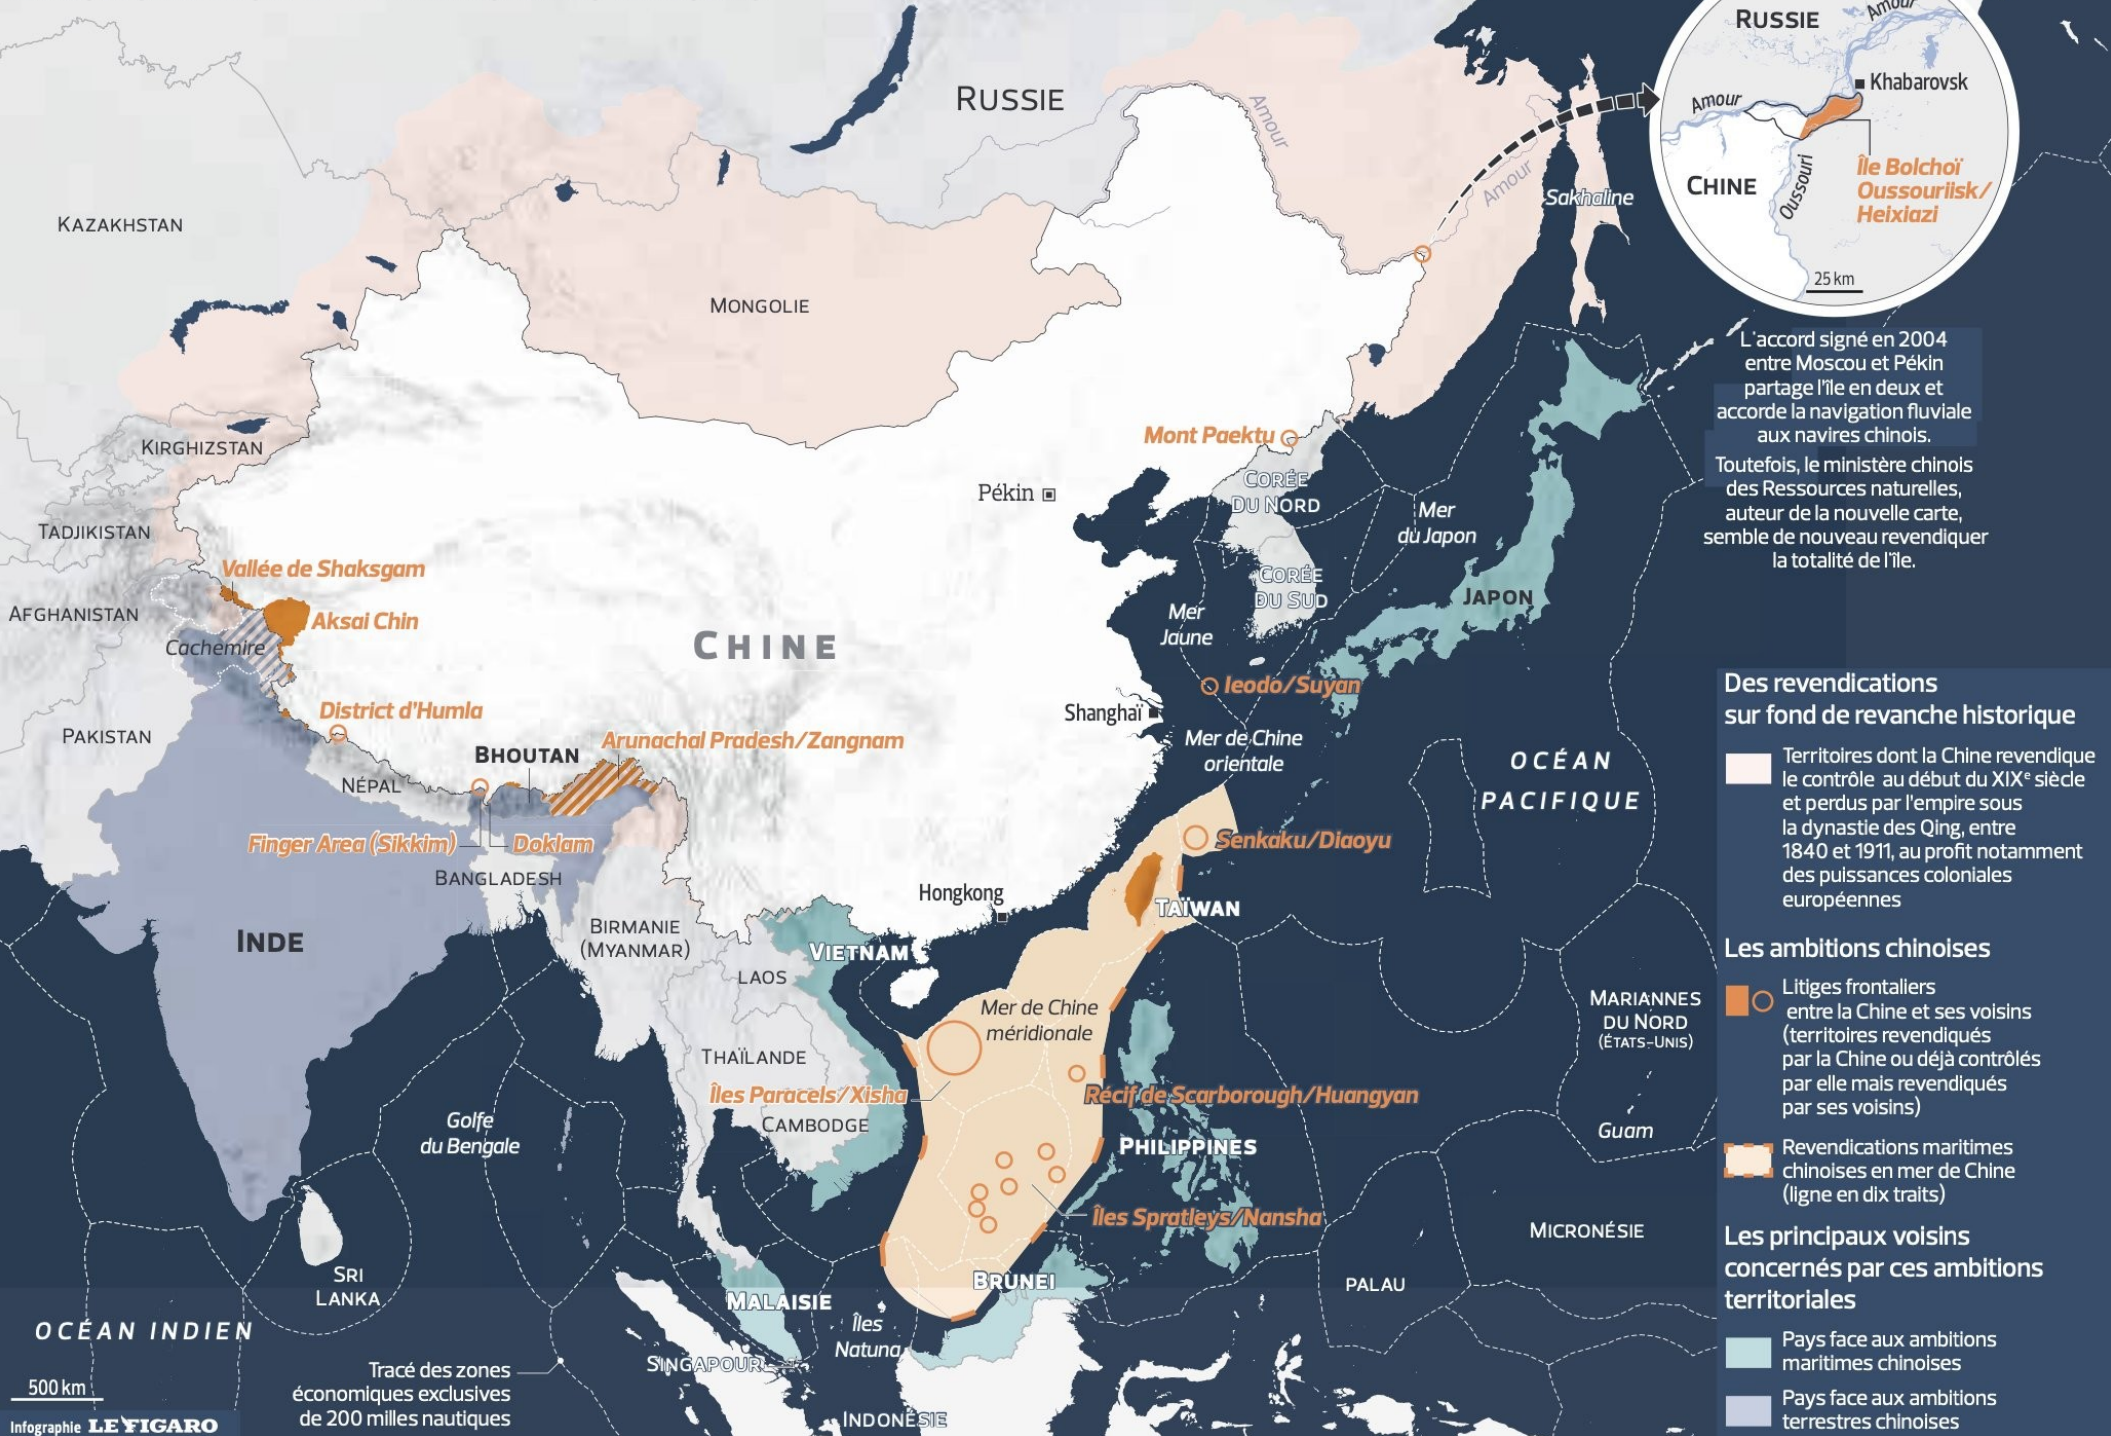 RUSSIE
Amour
Khabarovsk
Amour
Oussouri
CHINE
Île Bolchoï
Oussouriisk/
Heixiazi
25 km
L'accord signé en 2004
entre Moscou et Pékin
partage l'île en deux et
accorde la navigation fluviale
aux navires chinois.
Toutefois, le ministère chinois
des Ressources naturelles,
auteur de la nouvelle carte,
semble de nouveau revendiquer
la totalité de l'île.
RUSSIE
Amour
Amour
Sakhaline
KAZAKHSTAN
MONGOLIE
KIRGHIZSTAN
TADJIKISTAN
AFGHANISTAN
PAKISTAN
Cachemire
Vallée de Shaksgam
Aksai Chin
District d'Humla
CHINE
Pékin
Mont Paektu
CORÉE
DU NORD
CORÉE
DU SUD
Mer
du Japon
JAPON
Mer
Jaune
Ieodo/Suyan
Shanghaï
Mer de Chine
orientale
OCÉAN
PACIFIQUE
NÉPAL
BHOUTAN
Arunachal Pradesh/Zangnam
Finger Area (Sikkim)
Doklam
BANGLADESH
INDE
BIRMANIE
(MYANMAR)
LAOS
VIETNAM
Hongkong
Senkaku/Diaoyu
TAÏWAN
Mer de Chine
méridionale
THAÏLANDE
Îles Paracels/Xisha
CAMBODGE
Récif de Scarborough/Huangyan
PHILIPPINES
Îles Spratleys/Nansha
BRUNEI
MALAISIE
Îles
Natuna
SINGAPOUR
INDONÉSIE
Golfe
du Bengale
SRI
LANKA
OCÉAN INDIEN
MARIANNES
DU NORD
(ÉTATS-UNIS)
Guam
MICRONÉSIE
PALAU
Tracé des zones
économiques exclusives
de 200 milles nautiques
500 km
Infographie LE FIGARO
Des revendications
sur fond de revanche historique
Territoires dont la Chine revendique
le contrôle au début du XIXe siècle
et perdus par l'empire sous
la dynastie des Qing, entre
1840 et 1911, au profit notamment
des puissances coloniales
européennes
Les ambitions chinoises
Litiges frontaliers
entre la Chine et ses voisins
(territoires revendiqués
par la Chine ou déjà contrôlés
par elle mais revendiqués
par ses voisins)
Revendications maritimes
chinoises en mer de Chine
(ligne en dix traits)
Les principaux voisins
concernés par ces ambitions
territoriales
Pays face aux ambitions
maritimes chinoises
Pays face aux ambitions
terrestres chinoises